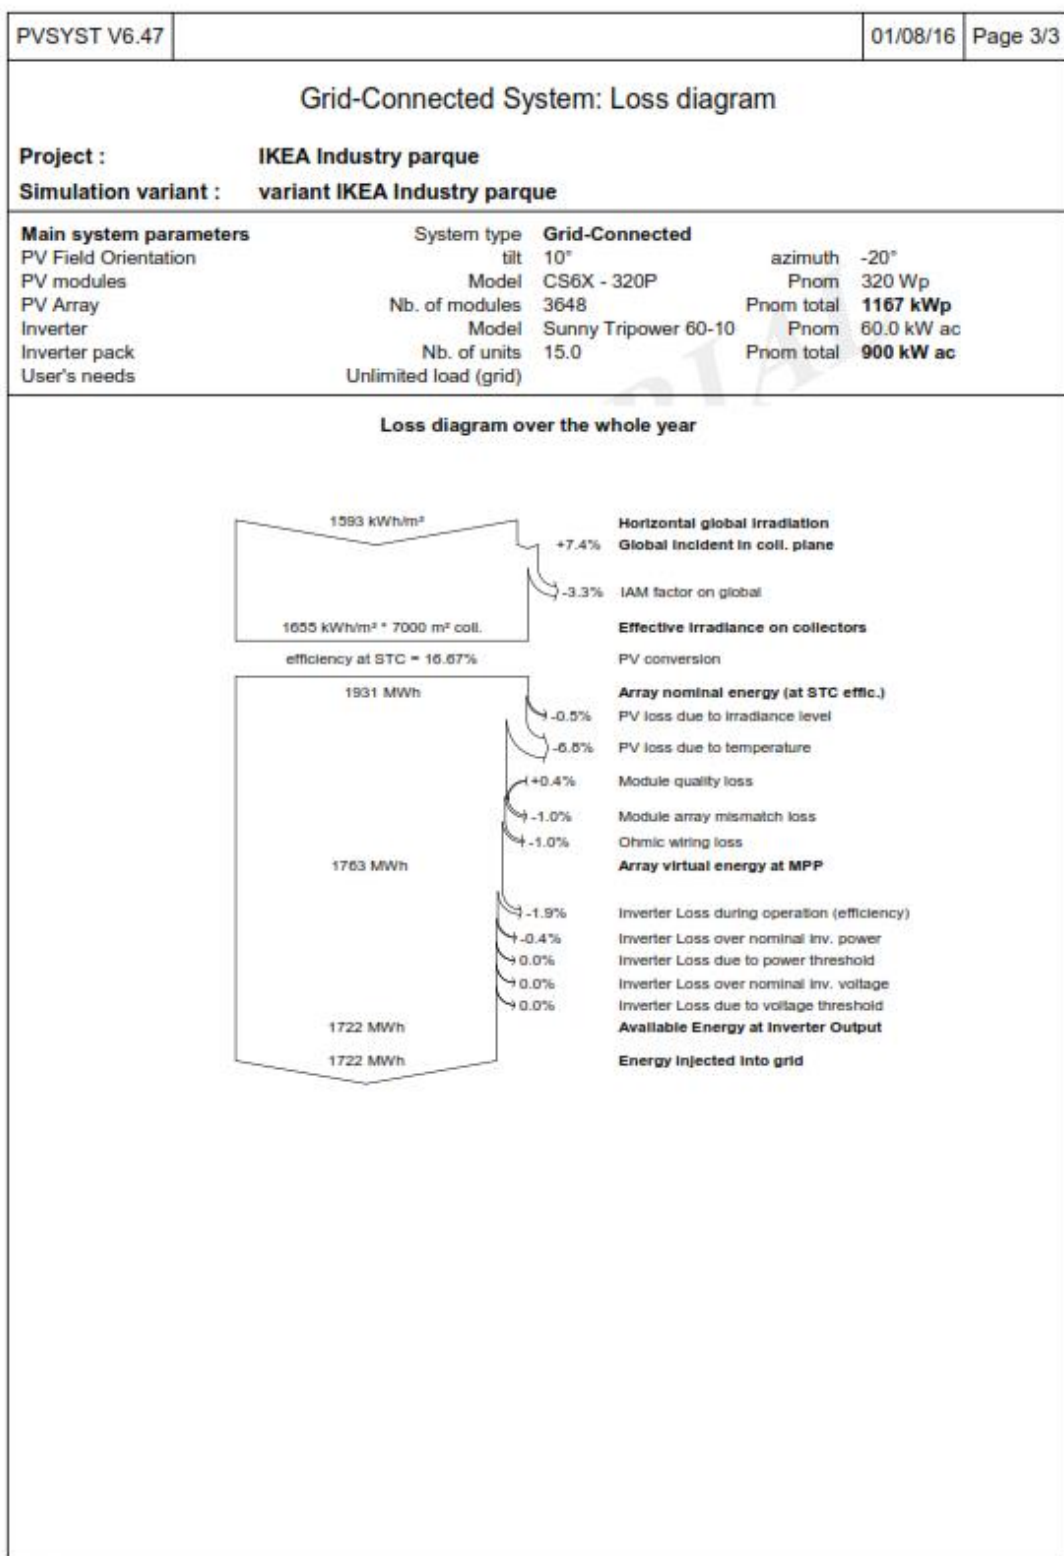 PVSYST V6.47 01/08/16 Page 3/3
Grid-Connected System: Loss diagram
Project : IKEA Industry parque
Simulation variant : variant IKEA Industry parque
Main system parameters System type Grid-Connected
PV Field Orientation tilt 10° azimuth -20°
PV modules Model CS6X - 320P Pnom 320 Wp
PV Array Nb. of modules 3648 Pnom total 1167 kWp
Inverter Model Sunny Tripower 60-10 Pnom 60.0 kW ac
Inverter pack Nb. of units 15.0 Pnom total 900 kW ac
User's needs Unlimited load (grid)
Loss diagram over the whole year
1593 kWh/m² Horizontal global irradiation
+7.4% Global incident in coll. plane
-3.3% IAM factor on global
1655 kWh/m² * 7000 m² coll. Effective irradiance on collectors
efficiency at STC = 16.67% PV conversion
1931 MWh Array nominal energy (at STC effic.)
-0.5% PV loss due to irradiance level
-6.8% PV loss due to temperature
+0.4% Module quality loss
-1.0% Module array mismatch loss
-1.0% Ohmic wiring loss
1763 MWh Array virtual energy at MPP
-1.9% Inverter Loss during operation (efficiency)
-0.4% Inverter Loss over nominal inv. power
0.0% Inverter Loss due to power threshold
0.0% Inverter Loss over nominal inv. voltage
0.0% Inverter Loss due to voltage threshold
1722 MWh Available Energy at Inverter Output
1722 MWh Energy injected into grid